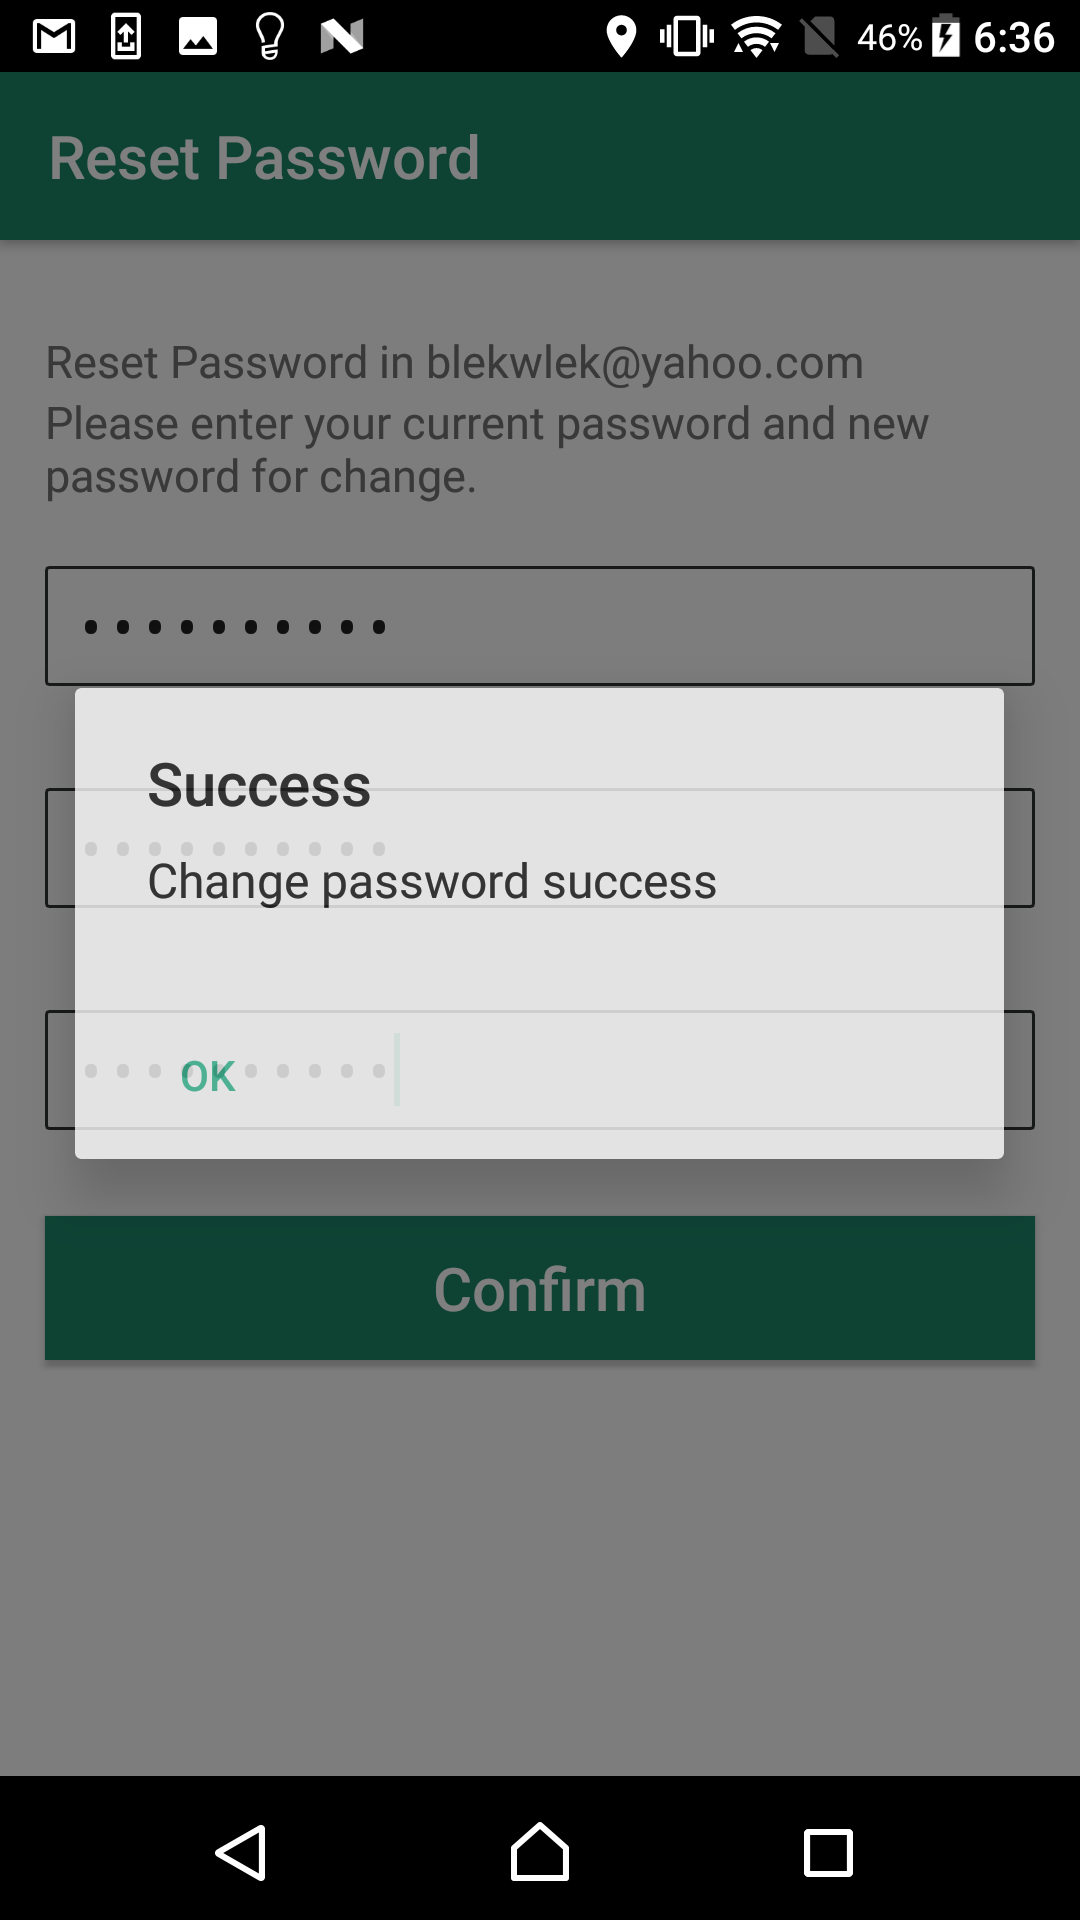 46% 6:36
Reset Password
Reset Password in blekwlek@yahoo.com
Please enter your current password and new
password for change.
Success
Change password success
OK
Confirm